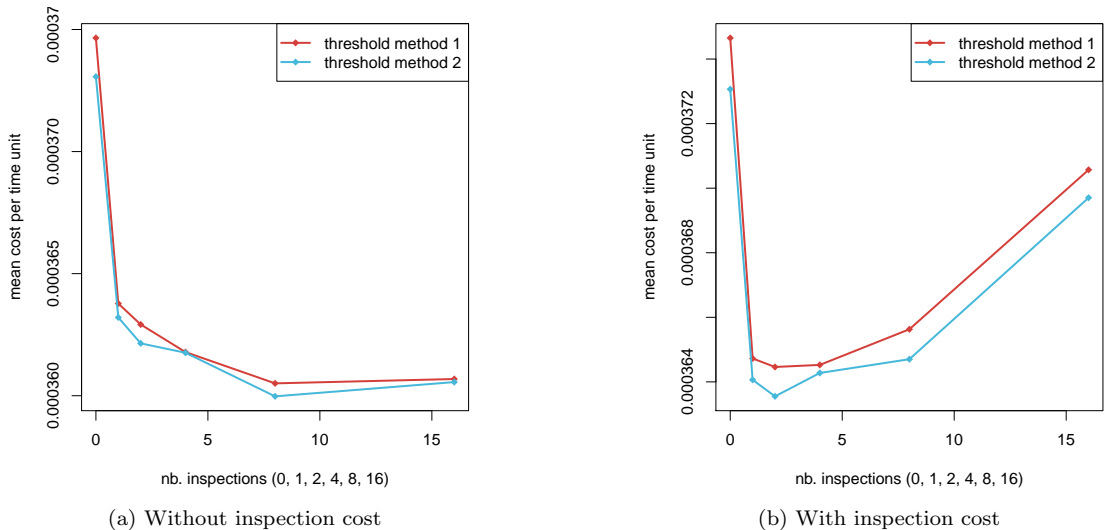 0.00037
0.000370
0.000365
0.000360
mean cost per time unit
threshold method 1
threshold method 2
0
5
10
15
nb. inspections (0, 1, 2, 4, 8, 16)
(a) Without inspection cost
0.000372
0.000368
0.000364
mean cost per time unit
threshold method 1
threshold method 2
0
5
10
15
nb. inspections (0, 1, 2, 4, 8, 16)
(b) With inspection cost